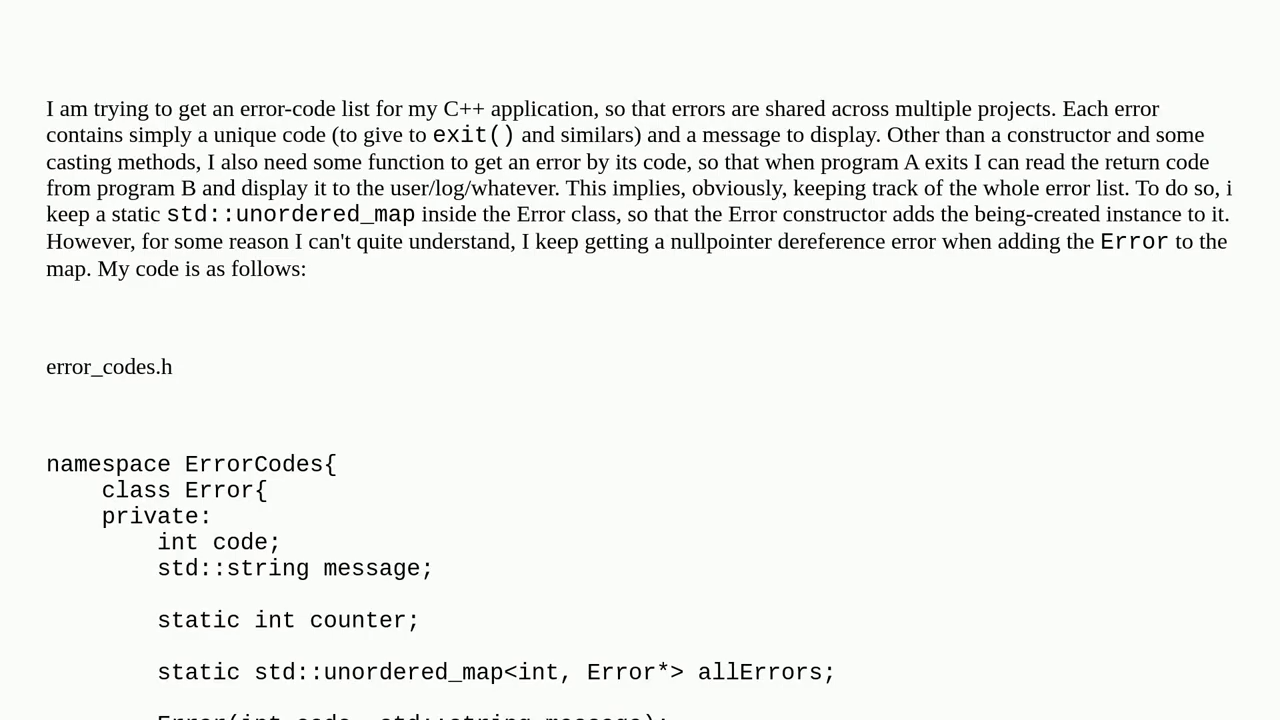 I am trying to get an error-code list for my C++ application, so that errors are shared across multiple projects. Each error
contains simply a unique code (to give to exit() and similars) and a message to display. Other than a constructor and some
casting methods, I also need some function to get an error by its code, so that when program A exits I can read the return code
from program B and display it to the user/log/whatever. This implies, obviously, keeping track of the whole error list. To do so, i
keep a static std::unordered_map inside the Error class, so that the Error constructor adds the being-created instance to it.
However, for some reason I can't quite understand, I keep getting a nullpointer dereference error when adding the Error to the
map. My code is as follows:
error_codes.h
namespace ErrorCodes{
    class Error{
    private:
        int code;
        std::string message;
        static int counter;
        static std::unordered_map<int, Error*> allErrors;
        Error(int code, std::string message);